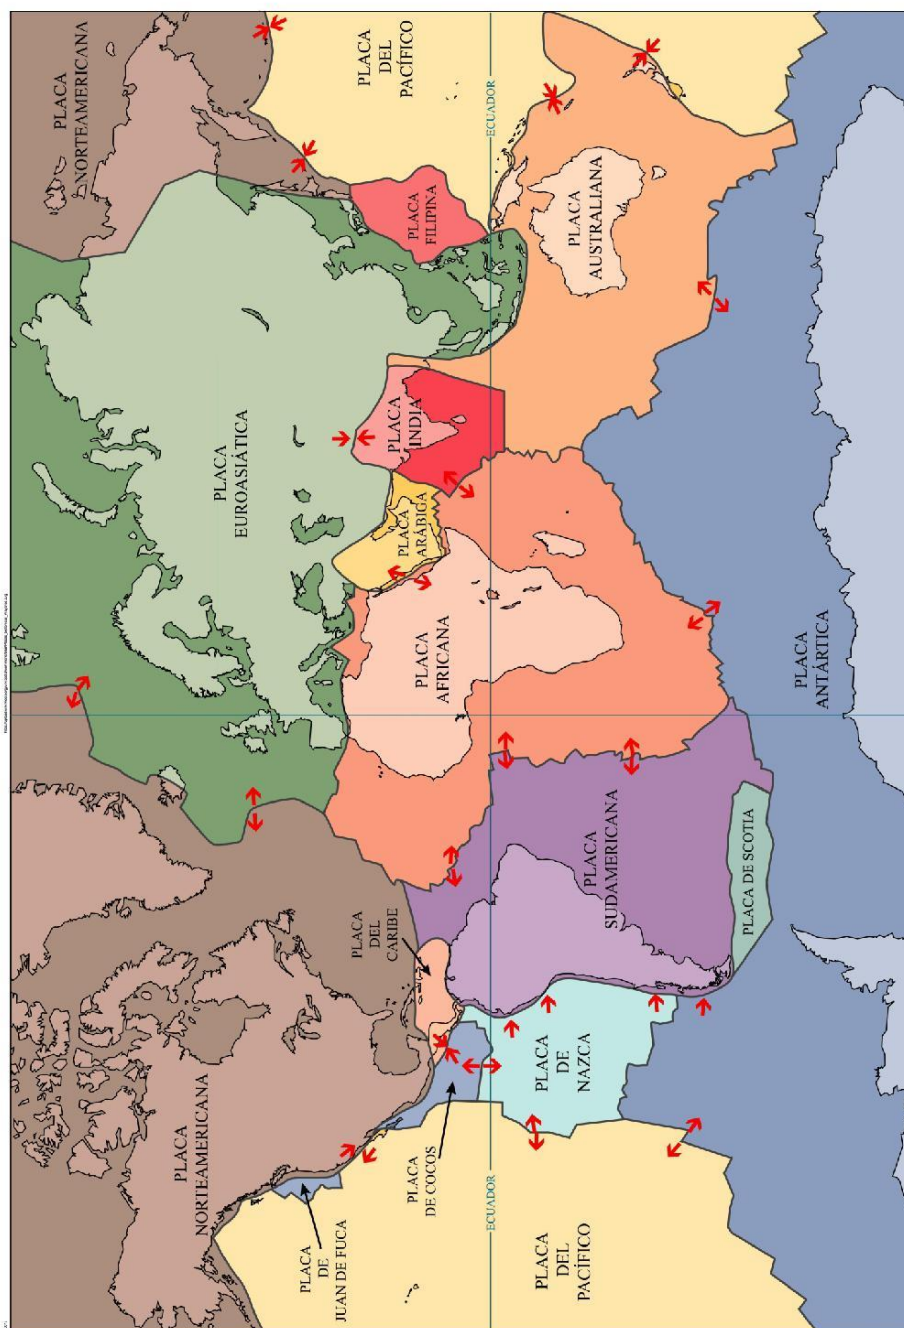 PLACA
NORTEAMERICANA
PLACA
NORTEAMERICANA
PLACA
EUROASIÁTICA
PLACA
DE
JUAN DE FUCA
PLACA
DEL
CARIBE
PLACA
DE COCOS
PLACA
DEL
PACÍFICO
PLACA
ARÁBIGA
PLACA
INDIA
PLACA
FILIPINA
PLACA
AFRICANA
ECUADOR
ECUADOR
PLACA
DEL
PACÍFICO
PLACA
DE
NAZCA
PLACA
SUDAMERICANA
PLACA
AUSTRALIANA
PLACA DE SCOTIA
PLACA
ANTÁRTICA